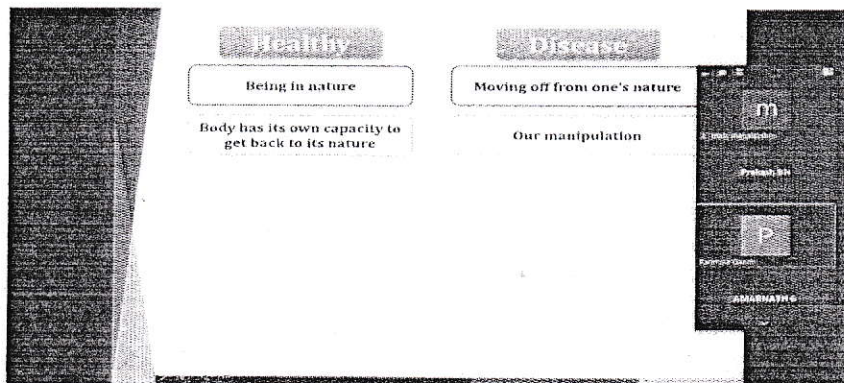 Healthy
Disease
Being in nature
Moving off from one's nature
Body has its own capacity to
get back to its nature
Our manipulation
m
Prakash BN
P
AMARNATH G